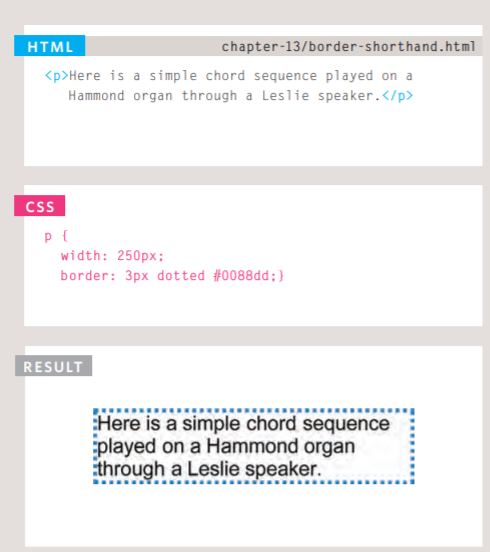 HTML
chapter-13/border-shorthand.html
<p>Here is a simple chord sequence played on a
Hammond organ through a Leslie speaker.</p>
CSS
p {
width: 250px;
border: 3px dotted #0088dd;}
RESULT
Here is a simple chord sequence
played on a Hammond organ
through a Leslie speaker.